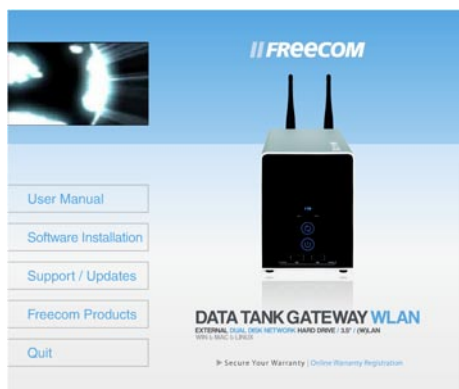 FREECOM
User Manual
Software Installation
Support / Updates
Freecom Products
Quit
DATA TANK GATEWAY WLAN
EXTERNAL DUAL DISK NETWORK HARD DRIVE / 3.5" / (W)LAN
WIN & MAC & LINUX
Secure Your Warranty | Online Warranty Registration